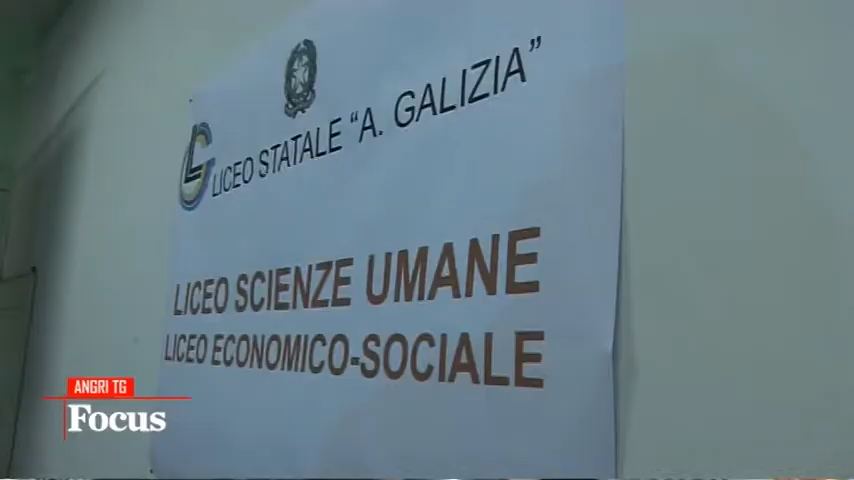 LICEO STATALE “A. GALIZIA”
LICEO SCIENZE UMANE
LICEO ECONOMICO-SOCIALE
ANGRI TG
Focus